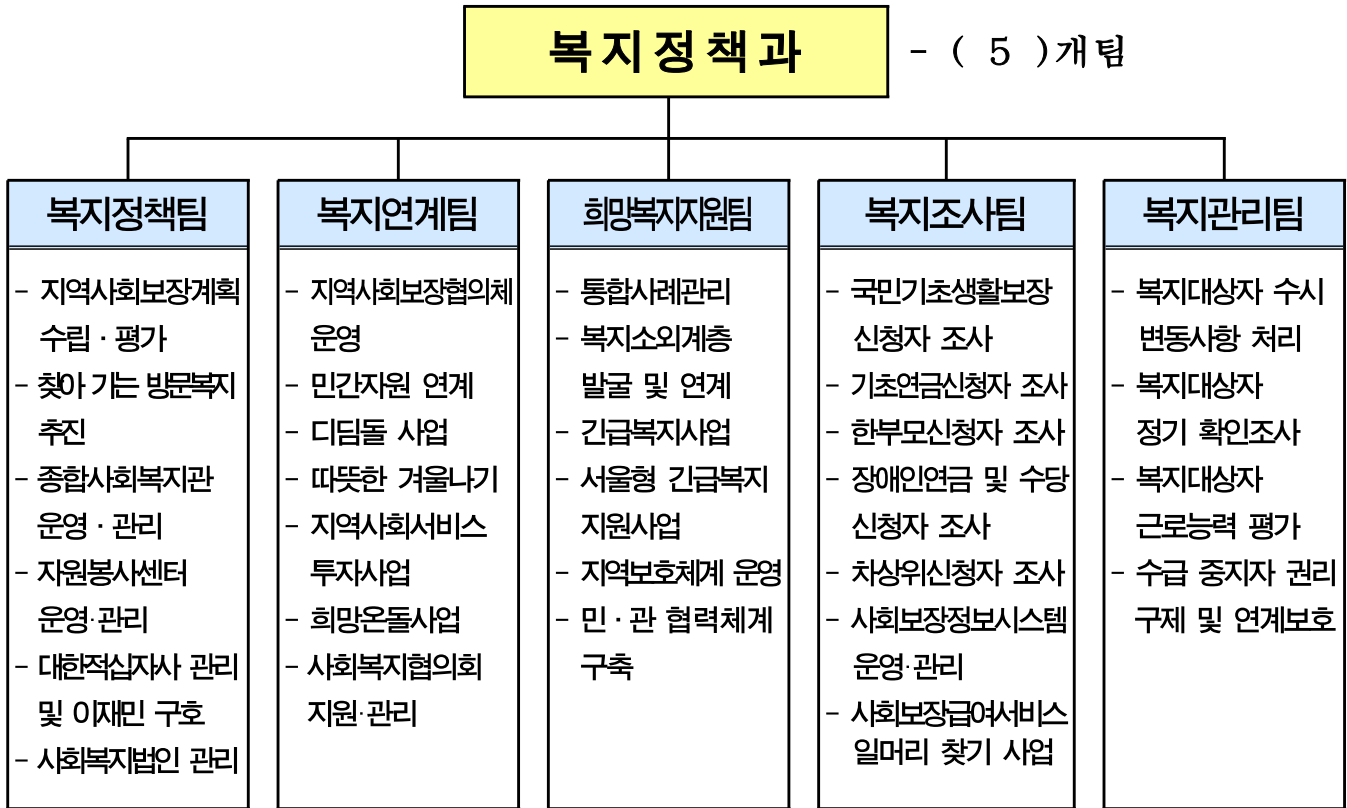 복지정책과
- ( 5 )개팀
복지정책팀
- 지역사회보장계획
수립 · 평가
- 찾아 가는 방문복지
추진
- 종합사회복지관
운영 · 관리
- 자원봉사센터
운영·관리
- 대한적십자사 관리
및 이재민 구호
- 사회복지법인 관리
복지연계팀
- 지역사회보장협의체
운영
- 민간자원 연계
- 디딤돌 사업
- 따뜻한 겨울나기
- 지역사회서비스
투자사업
- 희망온돌사업
- 사회복지협의회
지원·관리
희망복지지원팀
- 통합사례관리
- 복지소외계층
발굴 및 연계
- 긴급복지사업
- 서울형 긴급복지
지원사업
- 지역보호체계 운영
- 민 · 관 협력체계
구축
복지조사팀
- 국민기초생활보장
신청자 조사
- 기초연금신청자 조사
- 한부모신청자 조사
- 장애인연금 및 수당
신청자 조사
- 차상위신청자 조사
- 사회보장정보시스템
운영·관리
- 사회보장급여서비스
일머리 찾기 사업
복지관리팀
- 복지대상자 수시
변동사항 처리
- 복지대상자
정기 확인조사
- 복지대상자
근로능력 평가
- 수급 중지자 권리
구제 및 연계보호